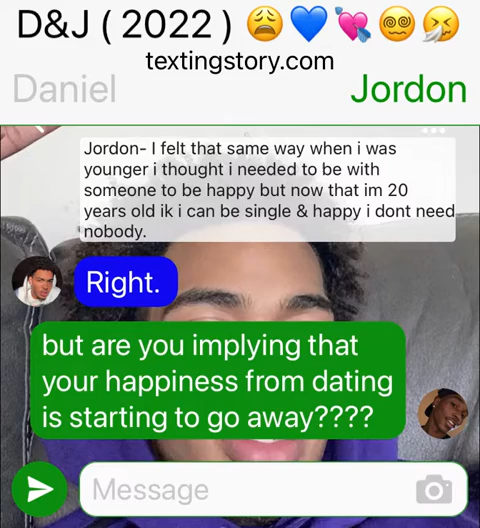 D&J ( 2022 ) 😩💙💘😵‍💫🤧
textingstory.com
Daniel
Jordon
Jordon- I felt that same way when i was
younger i thought i needed to be with
someone to be happy but now that im 20
years old ik i can be single & happy i dont need
nobody.
Right.
but are you implying that
your happiness from dating
is starting to go away????
Message